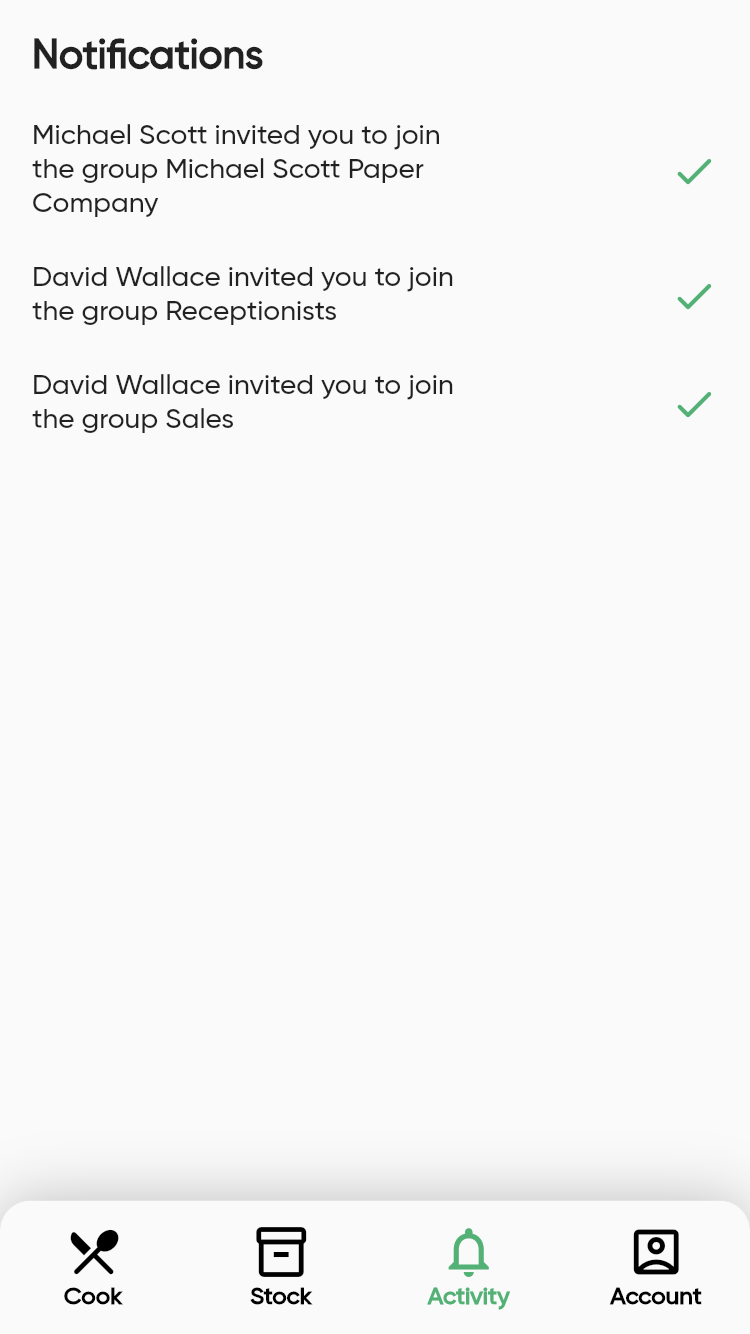 Notifications
Michael Scott invited you to join
the group Michael Scott Paper
Company
David Wallace invited you to join
the group Receptionists
David Wallace invited you to join
the group Sales
Cook
Stock
Activity
Account